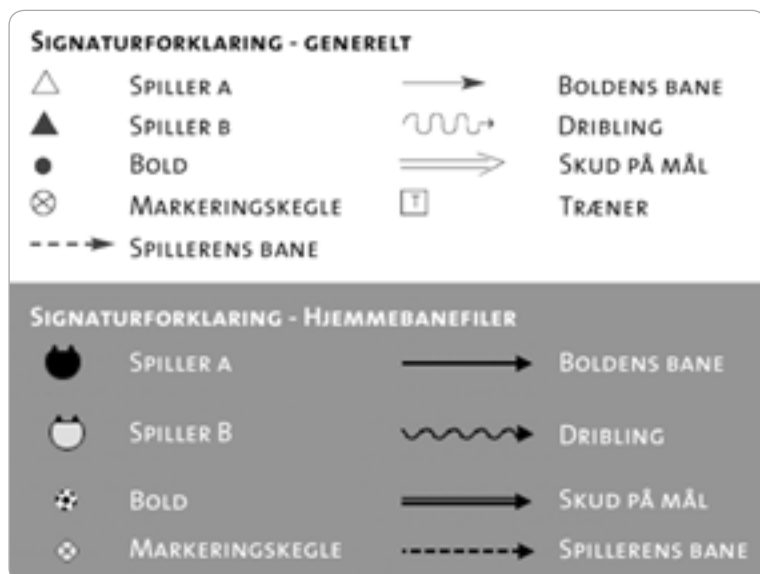 Signaturforklaring - generelt
Spiller a Boldens bane
Spiller b Dribling
Bold Skud på mål
Markeringskegle T Træner
Spillerens bane
Signaturforklaring - Hjemmebanefiler
Spiller a Boldens bane
Spiller B Dribling
Bold Skud på mål
Markeringskegle Spillerens bane